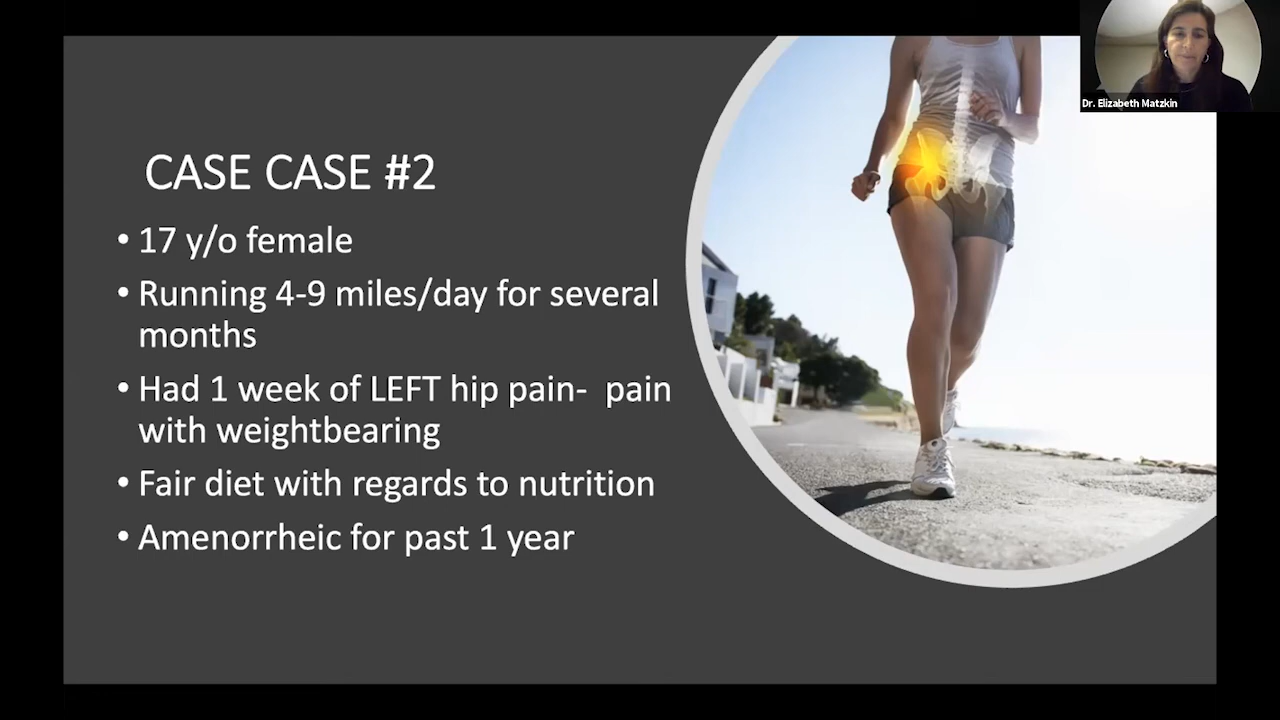 Dr. Elizabeth Matzkin
CASE CASE #2
• 17 y/o female
• Running 4-9 miles/day for several
months
• Had 1 week of LEFT hip pain-  pain
with weightbearing
• Fair diet with regards to nutrition
• Amenorrheic for past 1 year